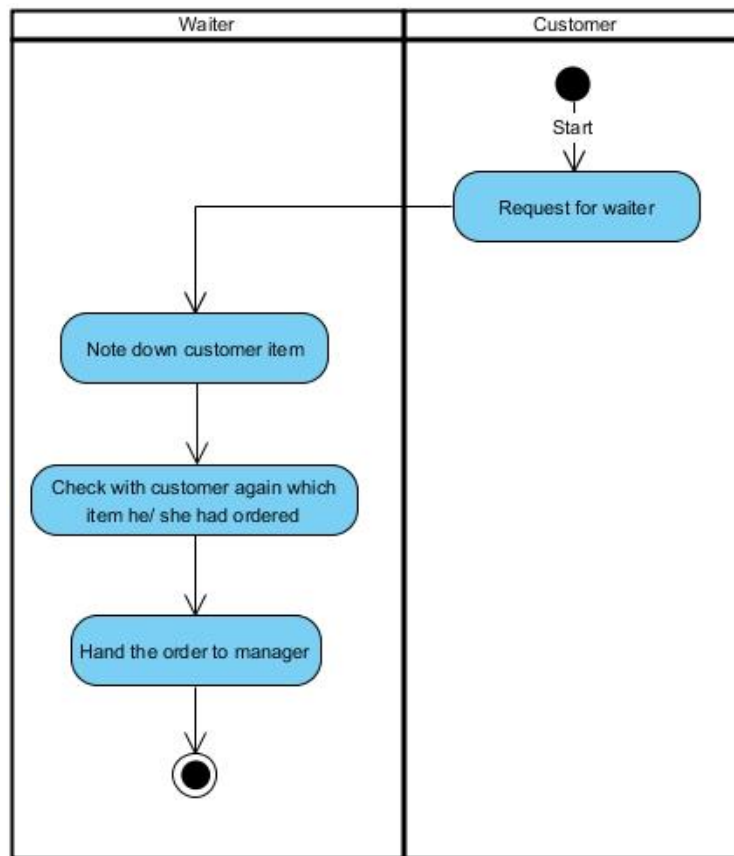 Waiter
Customer
Start
Request for waiter
Note down customer item
Check with customer again which
item he/ she had ordered
Hand the order to manager